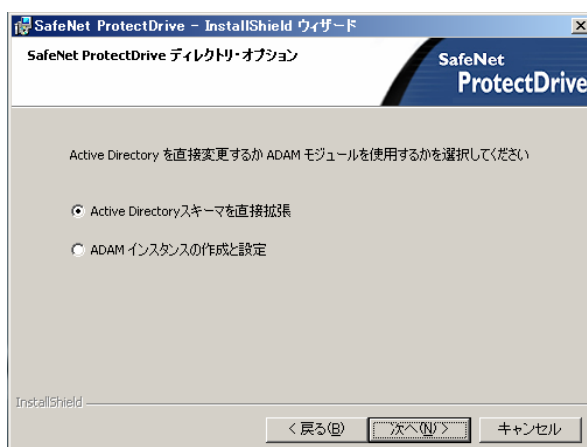 SafeNet ProtectDrive - InstallShield ウィザード
SafeNet ProtectDrive ディレクトリ・オプション
SafeNet
ProtectDrive
Active Directory を直接変更するか ADAM モジュールを使用するかを選択してください
Active Directoryスキーマを直接拡張
ADAM インスタンスの作成と設定
InstallShield
< 戻る(B)
次へ(N) >
キャンセル